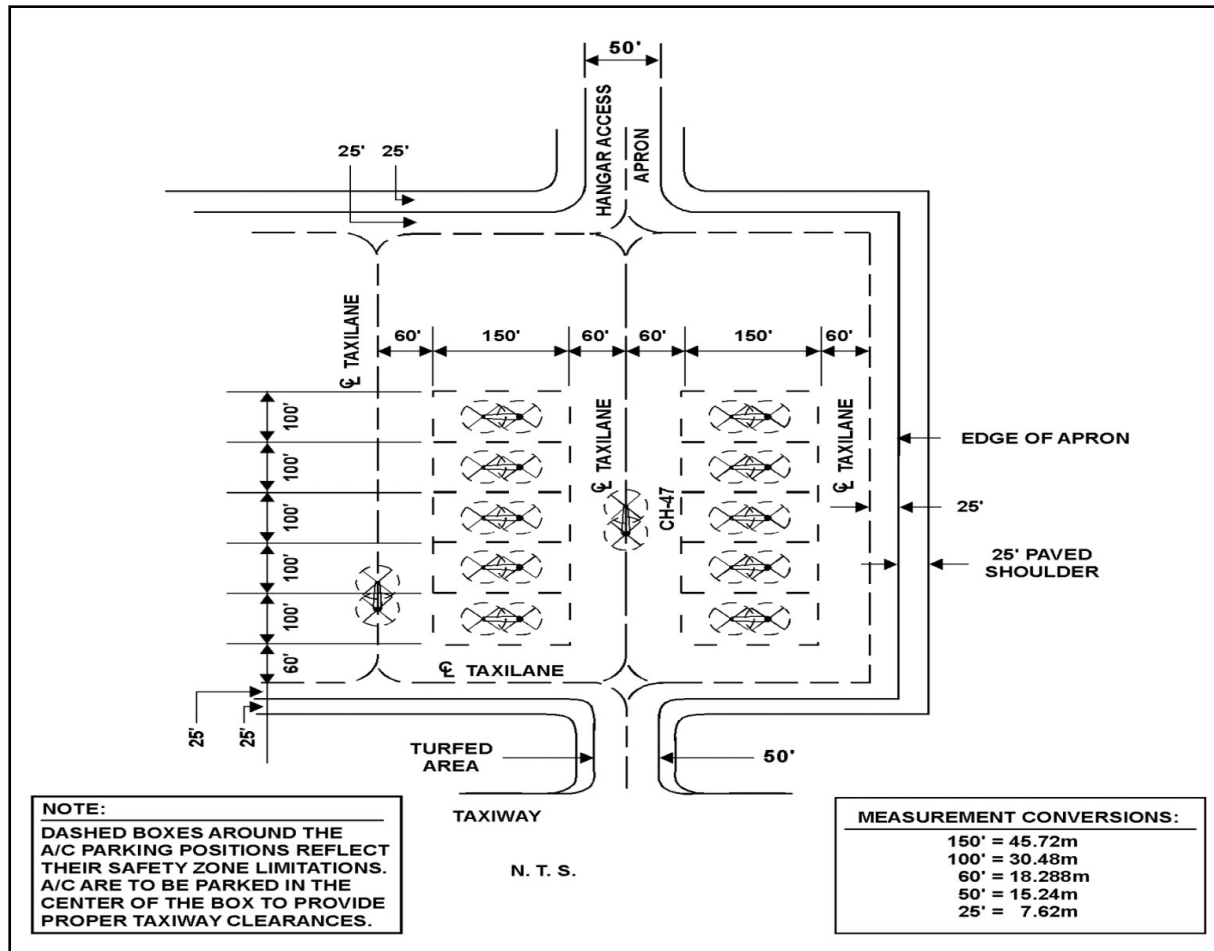 50'
HANGAR ACCESS
APRON
25'
25'
℄ TAXILANE
60'
150'
60'
60'
150'
60'
100'
100'
100'
100'
100'
60'
℄ TAXILANE
CH-47
℄ TAXILANE
EDGE OF APRON
25'
25' PAVED
SHOULDER
℄ TAXILANE
25'
25'
TURFED
AREA
50'
TAXIWAY
N. T. S.
NOTE:
DASHED BOXES AROUND THE
A/C PARKING POSITIONS REFLECT
THEIR SAFETY ZONE LIMITATIONS.
A/C ARE TO BE PARKED IN THE
CENTER OF THE BOX TO PROVIDE
PROPER TAXIWAY CLEARANCES.
MEASUREMENT CONVERSIONS:
150' = 45.72m
100' = 30.48m
60' = 18.288m
50' = 15.24m
25' = 7.62m